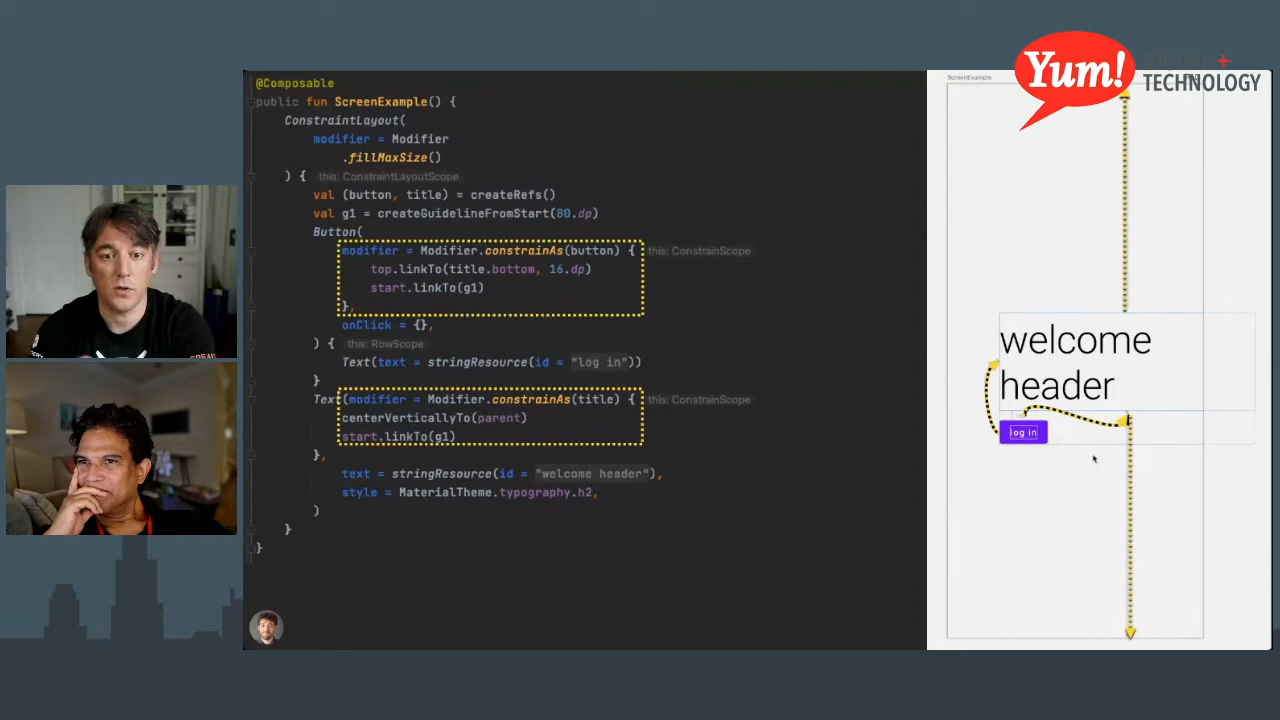 Yum!
TECHNOLOGY
@Composable
public fun ScreenExample() {
ConstraintLayout(
modifier = Modifier
.fillMaxSize()
) { this: ConstraintLayoutScope
val (button, title) = createRefs()
val g1 = createGuidelineFromStart(80.dp)
Button(
modifier = Modifier.constrainAs(button) { this: ConstrainScope
top.linkTo(title.bottom, 16.dp)
start.linkTo(g1)
},
onClick = {},
) { this: RowScope
Text(text = stringResource(id = "log in"))
}
Text(modifier = Modifier.constrainAs(title) { this: ConstrainScope
centerVerticallyTo(parent)
start.linkTo(g1)
},
text = stringResource(id = "welcome header"),
style = MaterialTheme.typography.h2,
)
}
}
ScreenExample
welcome
header
log in